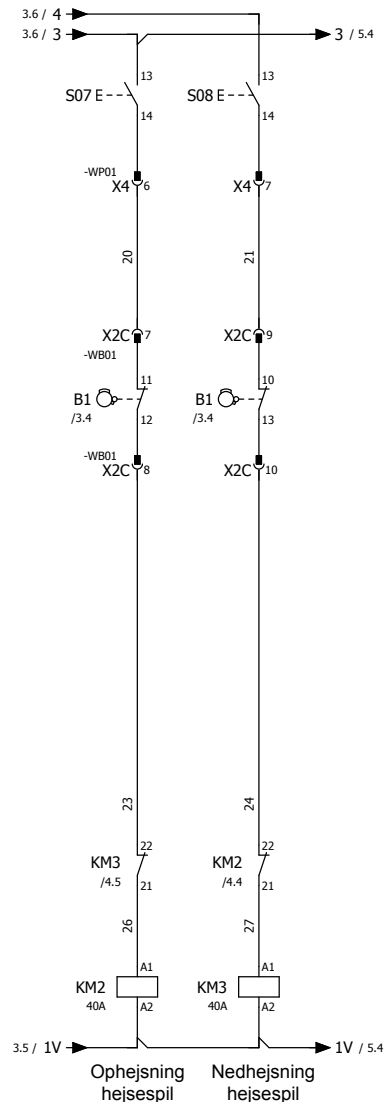 3.6 / 4
3.6 / 3
3 / 5.4
13
13
S07 E
S08 E
14
14
-WP01
X4 6
X4 7
20
21
X2C 7
X2C 9
-WB01
11
10
B1
B1
/3.4
12
/3.4
13
-WB01
X2C 8
X2C 10
23
24
22
22
KM3
KM2
/4.5
21
/4.4
21
26
27
A1
A1
KM2
KM3
40A
A2
40A
A2
3.5 / 1V
1V / 5.4
Ophejsning
hejsespil
Nedhejsning
hejsespil